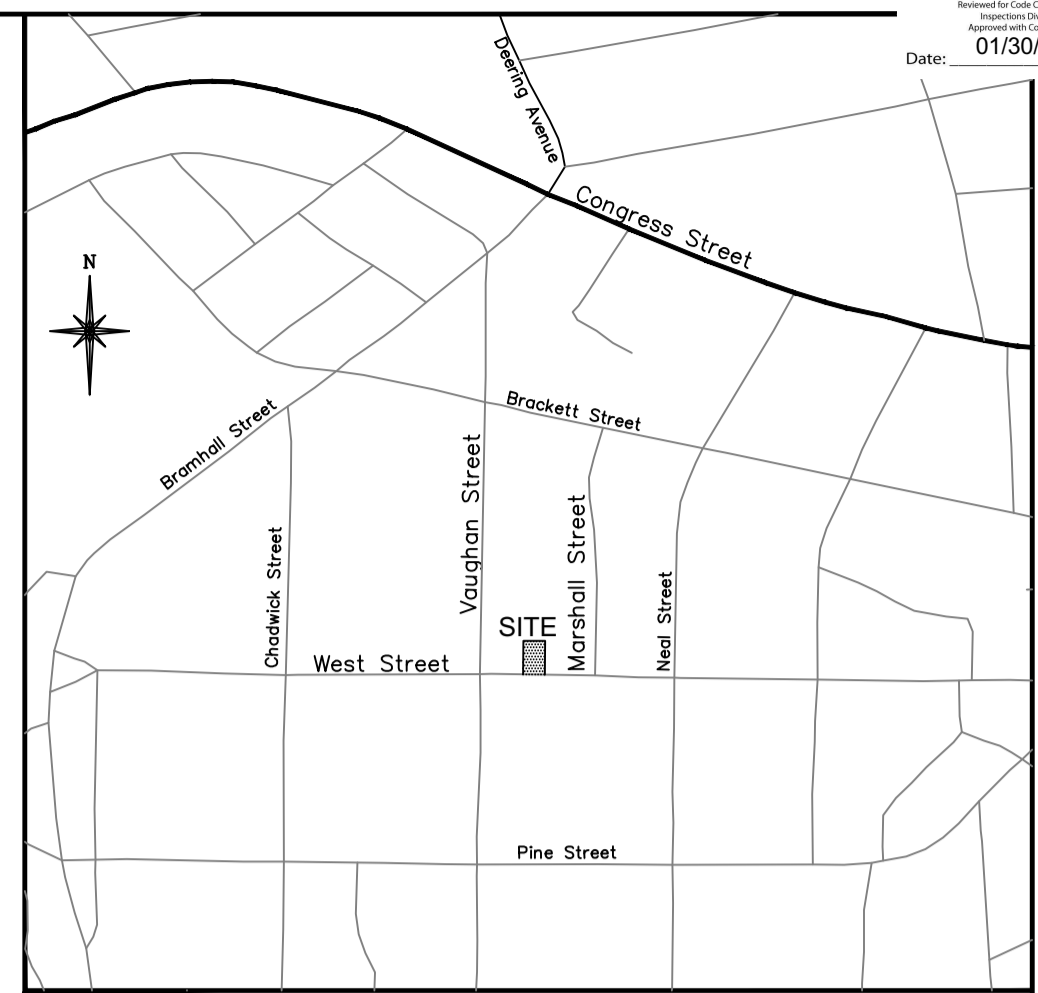 Reviewed for Code C
Inspections Div
Approved with Co
Date: 01/30/
Deering Avenue
Congress Street
N
Brackett Street
Bramhall Street
Vaughan Street
Marshall Street
Chadwick Street
Neal Street
SITE
West Street
Pine Street